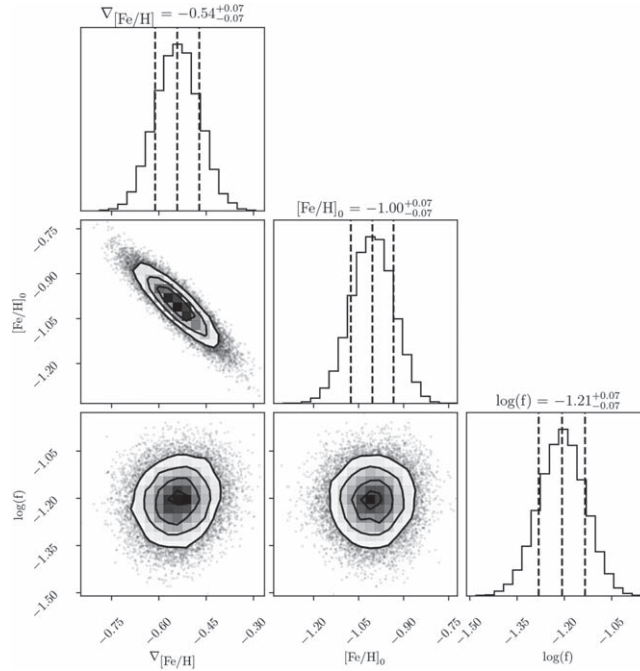 ∇[Fe/H] = −0.54+0.07−0.07
[Fe/H]0 = −1.00+0.07−0.07
log(f) = −1.21+0.07−0.07
[Fe/H]0
−0.75
−0.90
−1.05
−1.20
log(f)
−1.05
−1.20
−1.35
−1.50
−0.75 −0.60 −0.45 −0.30
∇[Fe/H]
−1.20 −1.05 −0.90 −0.75
[Fe/H]0
−1.50 −1.35 −1.20 −1.05
log(f)